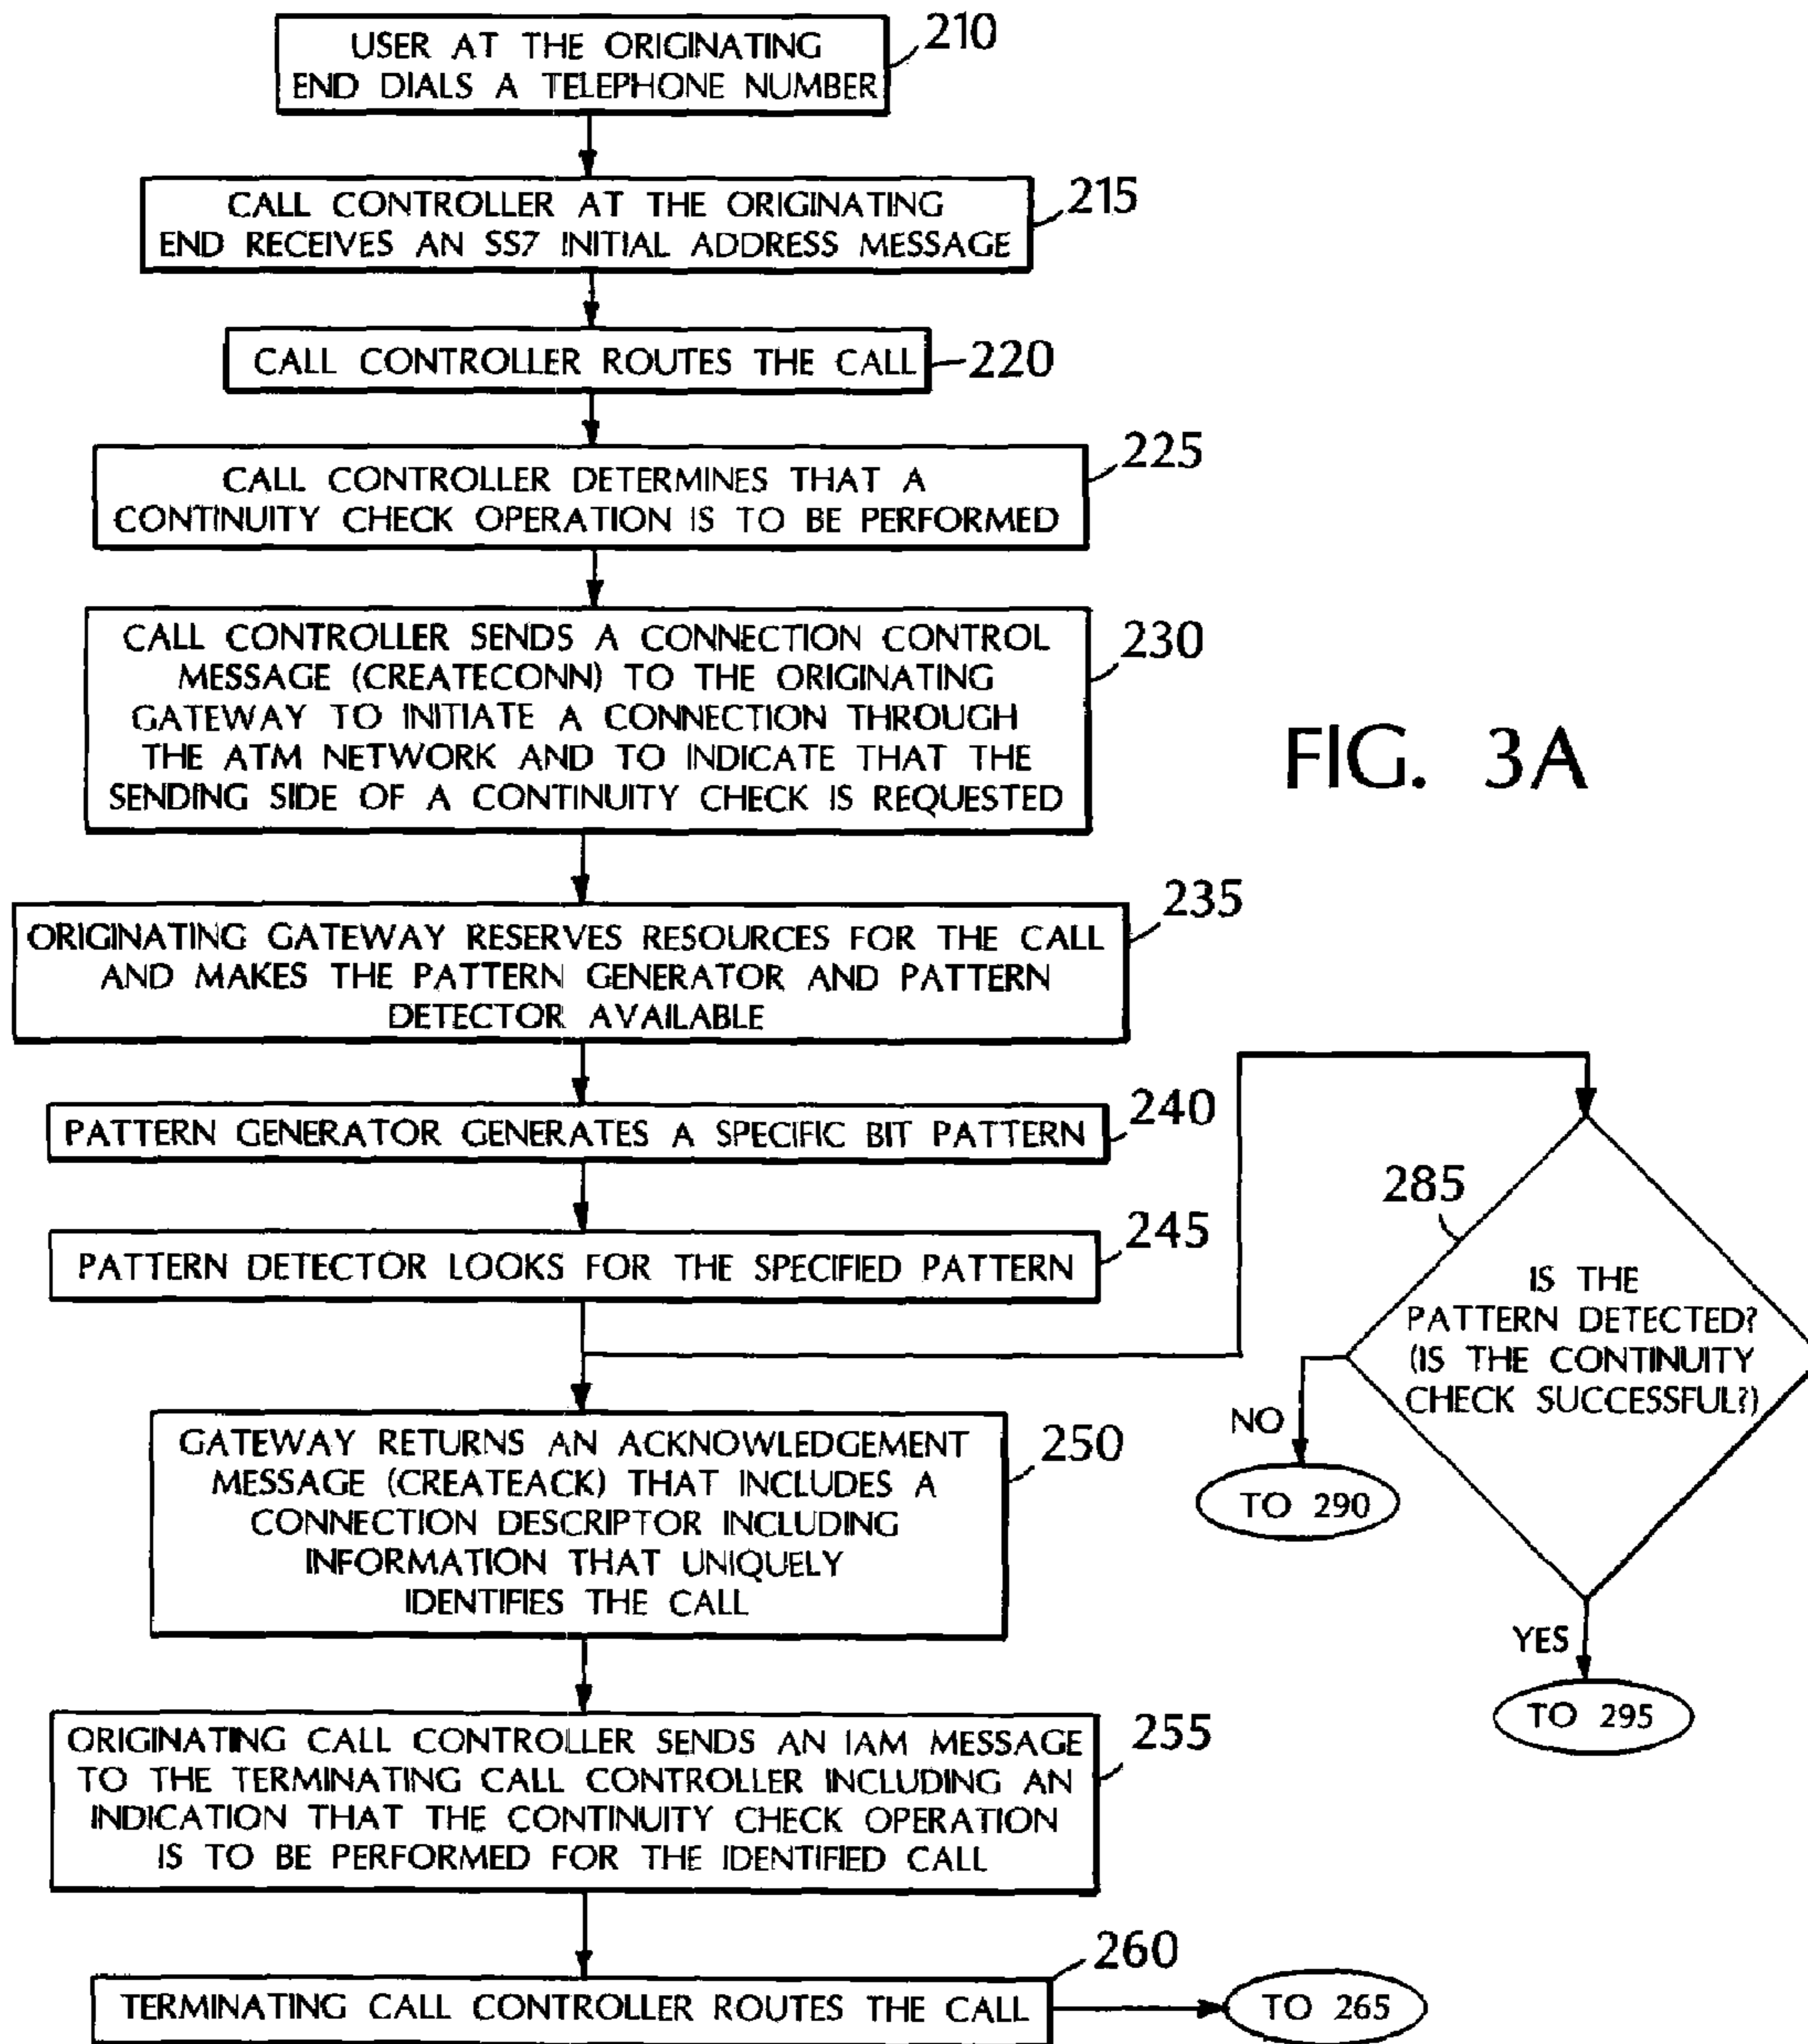 USER AT THE ORIGINATING
END DIALS A TELEPHONE NUMBER
210
CALL CONTROLLER AT THE ORIGINATING
END RECEIVES AN SS7 INITIAL ADDRESS MESSAGE
215
CALL CONTROLLER ROUTES THE CALL
220
CALL CONTROLLER DETERMINES THAT A
CONTINUITY CHECK OPERATION IS TO BE PERFORMED
225
CALL CONTROLLER SENDS A CONNECTION CONTROL
MESSAGE (CREATECONN) TO THE ORIGINATING
GATEWAY TO INITIATE A CONNECTION THROUGH
THE ATM NETWORK AND TO INDICATE THAT THE
SENDING SIDE OF A CONTINUITY CHECK IS REQUESTED
230
FIG. 3A
ORIGINATING GATEWAY RESERVES RESOURCES FOR THE CALL
AND MAKES THE PATTERN GENERATOR AND PATTERN
DETECTOR AVAILABLE
235
PATTERN GENERATOR GENERATES A SPECIFIC BIT PATTERN
240
PATTERN DETECTOR LOOKS FOR THE SPECIFIED PATTERN
245
285
IS THE
PATTERN DETECTED?
(IS THE CONTINUITY
CHECK SUCCESSFUL?)
NO
TO 290
YES
TO 295
GATEWAY RETURNS AN ACKNOWLEDGEMENT
MESSAGE (CREATEACK) THAT INCLUDES A
CONNECTION DESCRIPTOR INCLUDING
INFORMATION THAT UNIQUELY
IDENTIFIES THE CALL
250
ORIGINATING CALL CONTROLLER SENDS AN IAM MESSAGE
TO THE TERMINATING CALL CONTROLLER INCLUDING AN
INDICATION THAT THE CONTINUITY CHECK OPERATION
IS TO BE PERFORMED FOR THE IDENTIFIED CALL
255
TERMINATING CALL CONTROLLER ROUTES THE CALL
260
TO 265